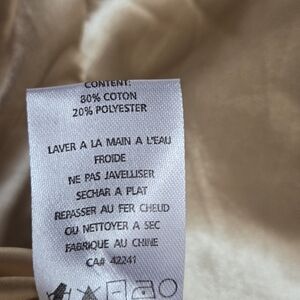 CONTENT:
80% COTON
20% POLYESTER
LAVER A LA MAIN A L'EAU
FROIDE
NE PAS JAVELLISER
SECHAR A PLAT
REPASSER AU FER CHEUD
OU NETTOYER A SEC
FABRIQUE AU CHINE
CA# 42241